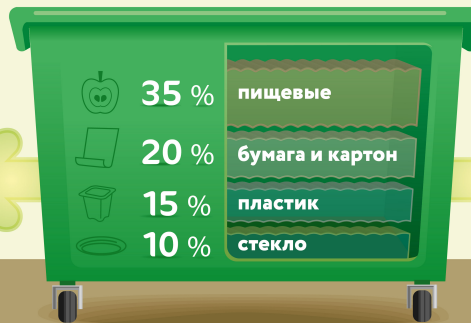 35 % пищевые
20 % бумага и картон
15 % пластик
10 % стекло